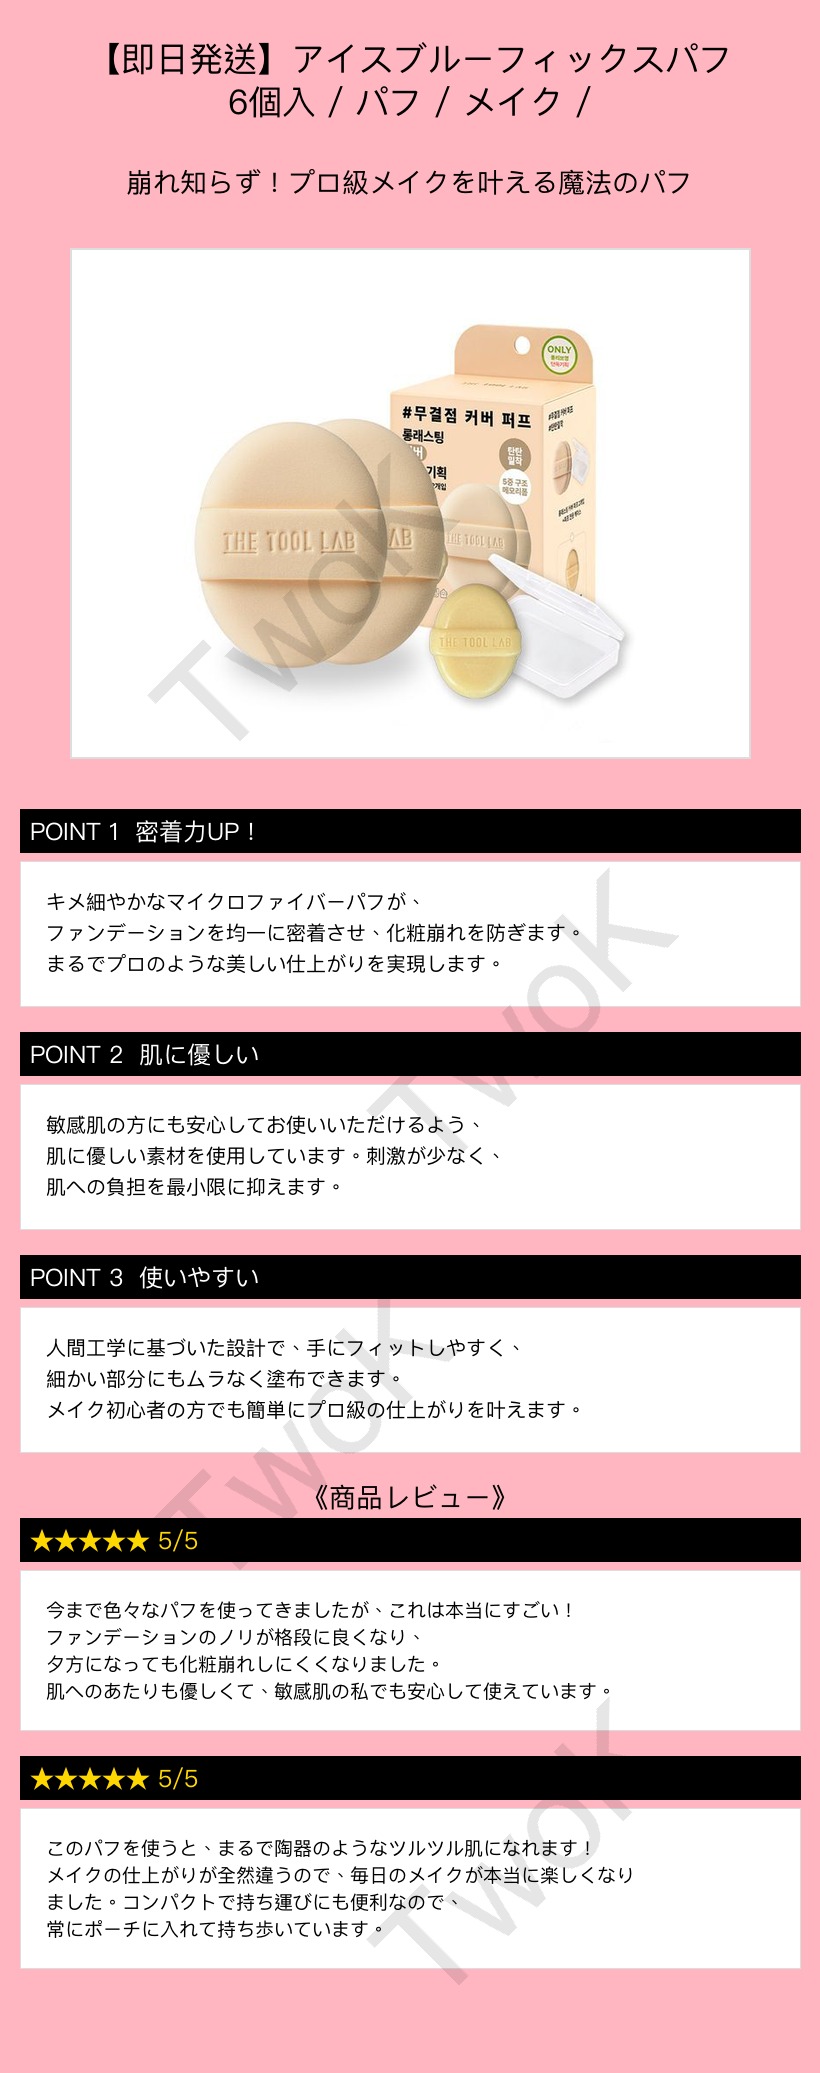 【即日発送】アイスブルーフィックスパフ
6個入 / パフ / メイク /
崩れ知らず！プロ級メイクを叶える魔法のパフ
ONLY
올리브영
단독기획
THE TOOL LAB
#무결점 커버 퍼프
롱래스팅
버
기획
탄탄
밀착
5중 구조
메모리폼
THE TOOL LAB
AB
THE TOOL LAB
THE TOOL LAB
TwoK
POINT 1 密着力UP！
キメ細やかなマイクロファイバーパフが、
ファンデーションを均一に密着させ、化粧崩れを防ぎます。
まるでプロのような美しい仕上がりを実現します。
TwoK
POINT 2 肌に優しい
敏感肌の方にも安心してお使いいただけるよう、
肌に優しい素材を使用しています。刺激が少なく、
肌への負担を最小限に抑えます。
POINT 3 使いやすい
人間工学に基づいた設計で、手にフィットしやすく、
細かい部分にもムラなく塗布できます。
メイク初心者の方でも簡単にプロ級の仕上がりを叶えます。
TwoK
《商品レビュー》
★★★★★ 5/5
今まで色々なパフを使ってきましたが、これは本当にすごい！
ファンデーションのノリが格段に良くなり、
夕方になっても化粧崩れしにくくなりました。
肌へのあたりも優しくて、敏感肌の私でも安心して使えています。
★★★★★ 5/5
このパフを使うと、まるで陶器のようなツルツル肌になれます！
メイクの仕上がりが全然違うので、毎日のメイクが本当に楽しくなり
ました。コンパクトで持ち運びにも便利なので、
常にポーチに入れて持ち歩いています。
TwoK